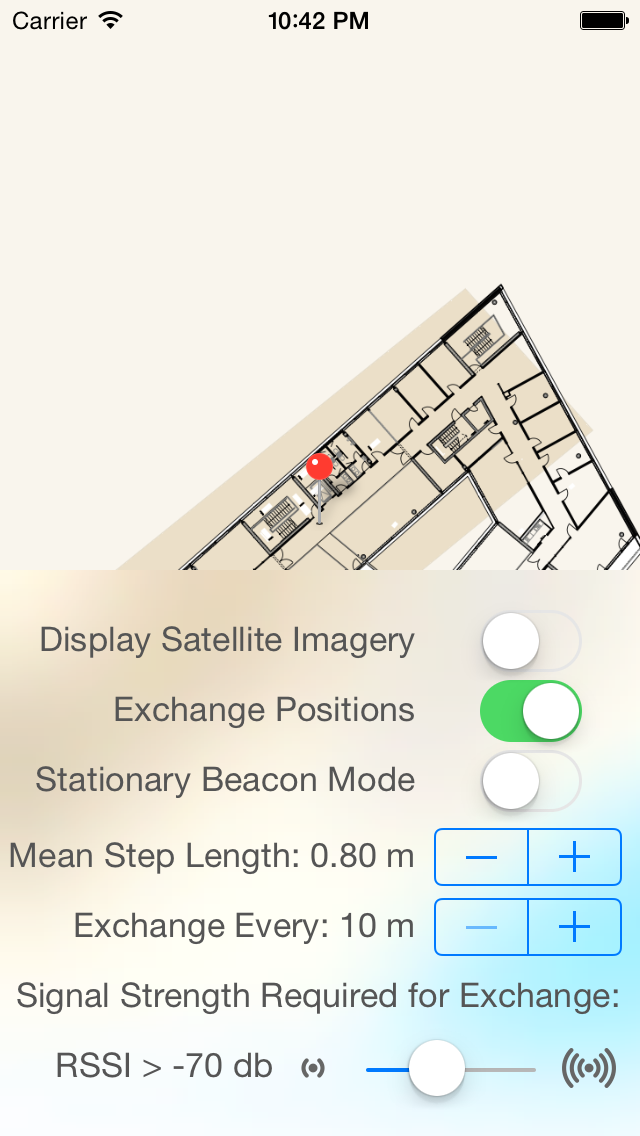 Carrier 10:42 PM
Display Satellite Imagery
Exchange Positions
Stationary Beacon Mode
Mean Step Length: 0.80 m
Exchange Every: 10 m
Signal Strength Required for Exchange:
RSSI > -70 db